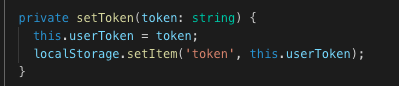 private setToken(token: string) {
  this.userToken = token;
  localStorage.setItem('token', this.userToken);
}